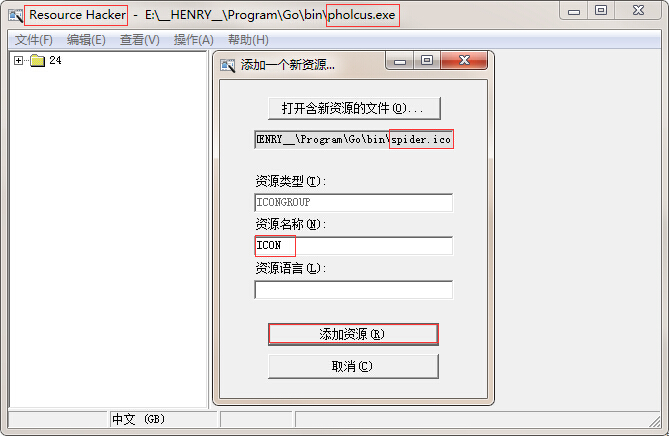 Resource Hacker - E:\__HENRY__\Program\Go\bin\pholcus.exe
文件(F) 编辑(E) 查看(V) 操作(A) 帮助(H)
24
添加一个新资源...
打开含新资源的文件(O)...
HENRY__\Program\Go\bin\spider.ico
资源类型(T):
ICONGROUP
资源名称(N):
ICON
资源语言(L):
添加资源(R)
取消(C)
中文 (GB)